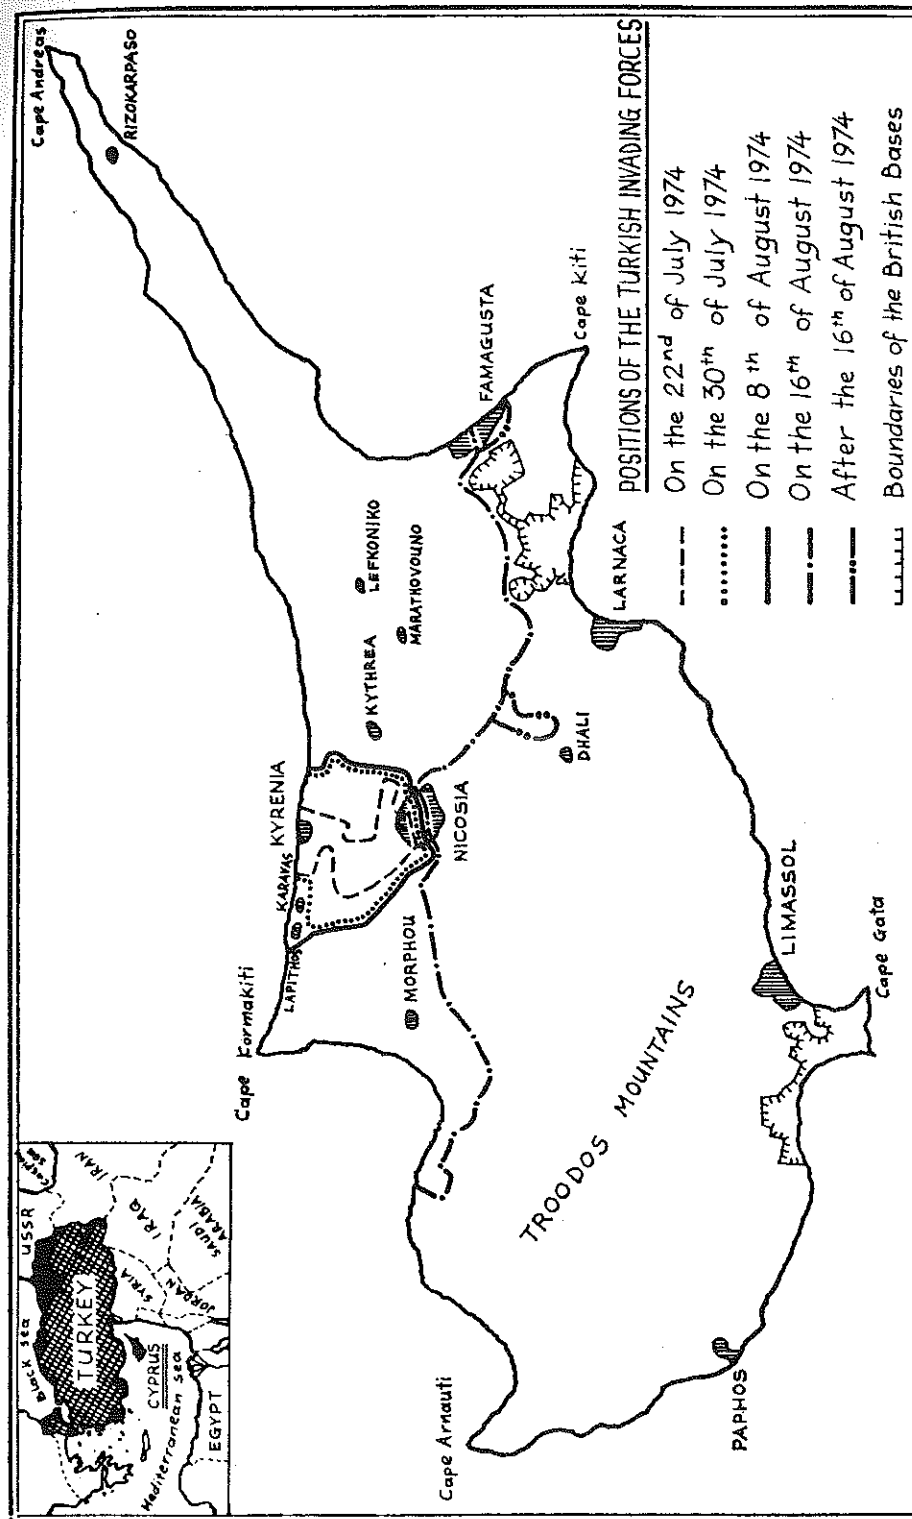 Black sea
USSR
Caspian sea
TURKEY
IRAN
SYRIA
IRAQ
CYPRUS
Mediterranean sea
JORDAN
SAUDI
ARABIA
EGYPT
Cape Andreas
RIZOKARPASO
Cape Kormakiti
LAPITHOS
KARAVAS
KYRENIA
KYTHREA
LEFKONIKO
MARATHOVOUNO
MORPHOU
NICOSIA
FAMAGUSTA
Cape Arnauti
DHALI
Cape Kiti
LARNACA
TROODOS MOUNTAINS
PAPHOS
LIMASSOL
Cape Gata
POSITIONS OF THE TURKISH INVADING FORCES
On the 22nd of July 1974
On the 30th of July 1974
On the 8th of August 1974
On the 16th of August 1974
After the 16th of August 1974
Boundaries of the British Bases